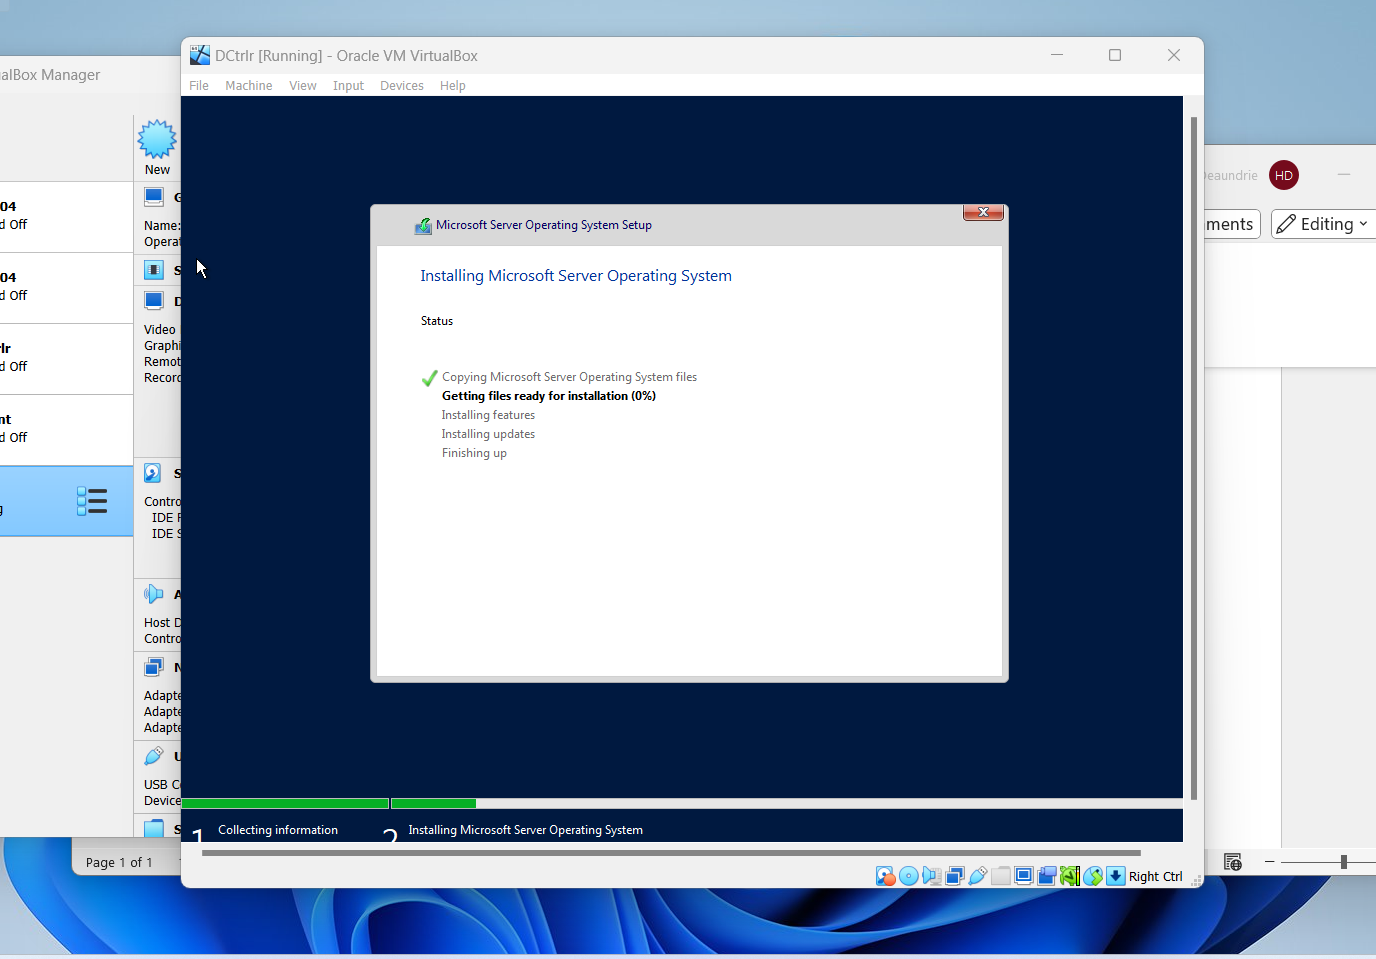 DCtrlr [Running] - Oracle VM VirtualBox
File Machine View Input Devices Help
alBox Manager
New
04
d Off
04
d Off
lr
d Off
nt
d Off
g
G
Name:
Operat
S
D
Video
Graphi
Remot
Record
S
Contro
IDE P
IDE S
A
Host D
Contro
N
Adapte
Adapte
Adapte
U
USB Co
Device
S
Microsoft Server Operating System Setup
Installing Microsoft Server Operating System
Status
Copying Microsoft Server Operating System files
Getting files ready for installation (0%)
Installing features
Installing updates
Finishing up
1 Collecting information
2 Installing Microsoft Server Operating System
Right Ctrl
Deaundrie HD
ments
Editing
Page 1 of 1